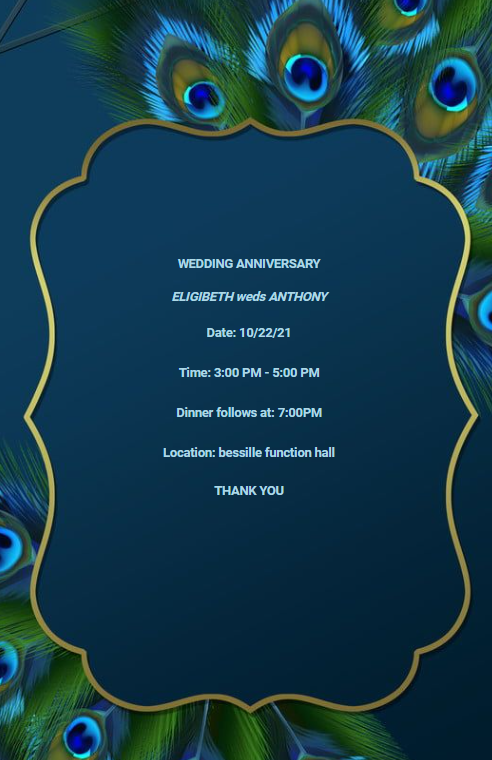 WEDDING ANNIVERSARY
ELIGIBETH weds ANTHONY
Date: 10/22/21
Time: 3:00 PM - 5:00 PM
Dinner follows at: 7:00PM
Location: bessille function hall
THANK YOU